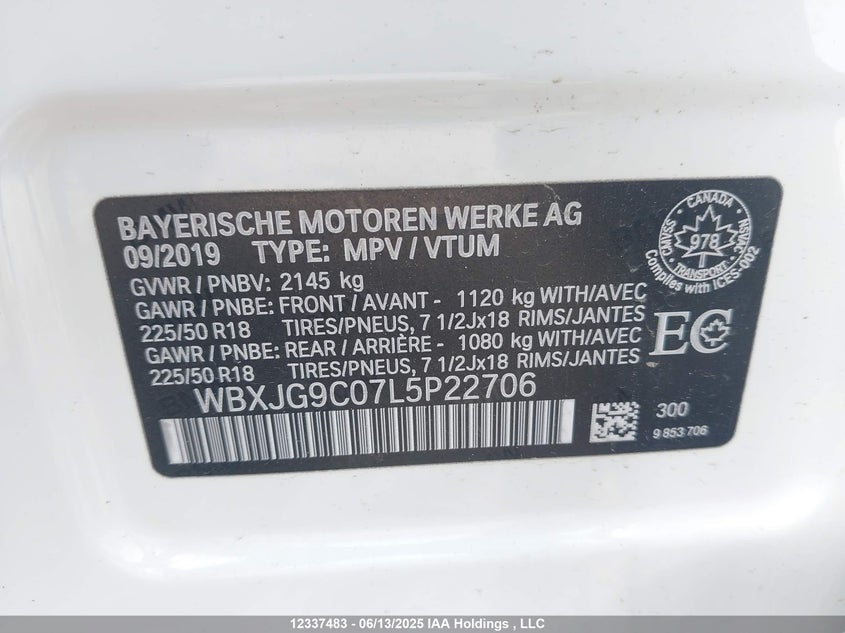 BAYERISCHE MOTOREN WERKE AG
09/2019 TYPE: MPV / VTUM
GVWR / PNBV: 2145 kg
GAWR / PNBE: FRONT / AVANT - 1120 kg WITH/AVEC
225/50 R18 TIRES/PNEUS, 7 1/2Jx18 RIMS/JANTES
GAWR / PNBE: REAR / ARRIÈRE - 1080 kg WITH/AVEC
225/50 R18 TIRES/PNEUS, 7 1/2Jx18 RIMS/JANTES
WBXJG9C07L5P22706
CANADA
CMVSS
978
NSVAC
TRANSPORT
Complies with ICES-002
EC
300
9 853 706
12337483 - 06/13/2025 IAA Holdings , LLC